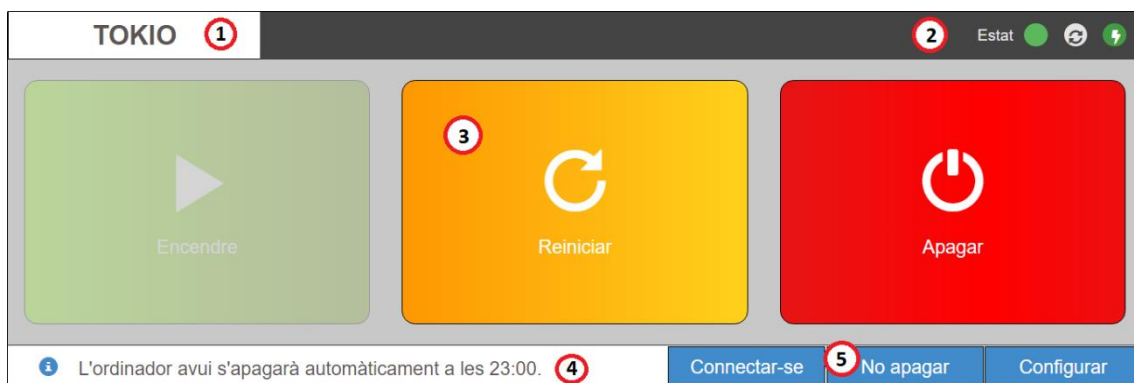 TOKIO 1
2 Estat
3
Encendre
Reiniciar
Apagar
L'ordinador avui s'apagarà automàticament a les 23:00. 4
Connectar-se 5 No apagar Configurar